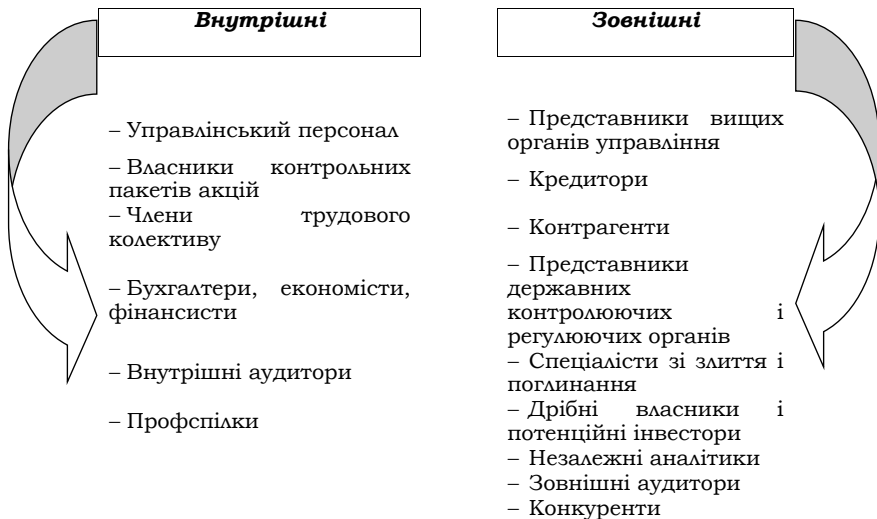 Внутрішні
– Управлінський персонал
– Власники контрольних
пакетів акцій
– Члени трудового
колективу
– Бухгалтери, економісти,
фінансисти
– Внутрішні аудитори
– Профспілки
Зовнішні
– Представники вищих
органів управління
– Кредитори
– Контрагенти
– Представники
державних
контролюючих і
регулюючих органів
– Спеціалісти зі злиття і
поглинання
– Дрібні власники і
потенційні інвестори
– Незалежні аналітики
– Зовнішні аудитори
– Конкуренти